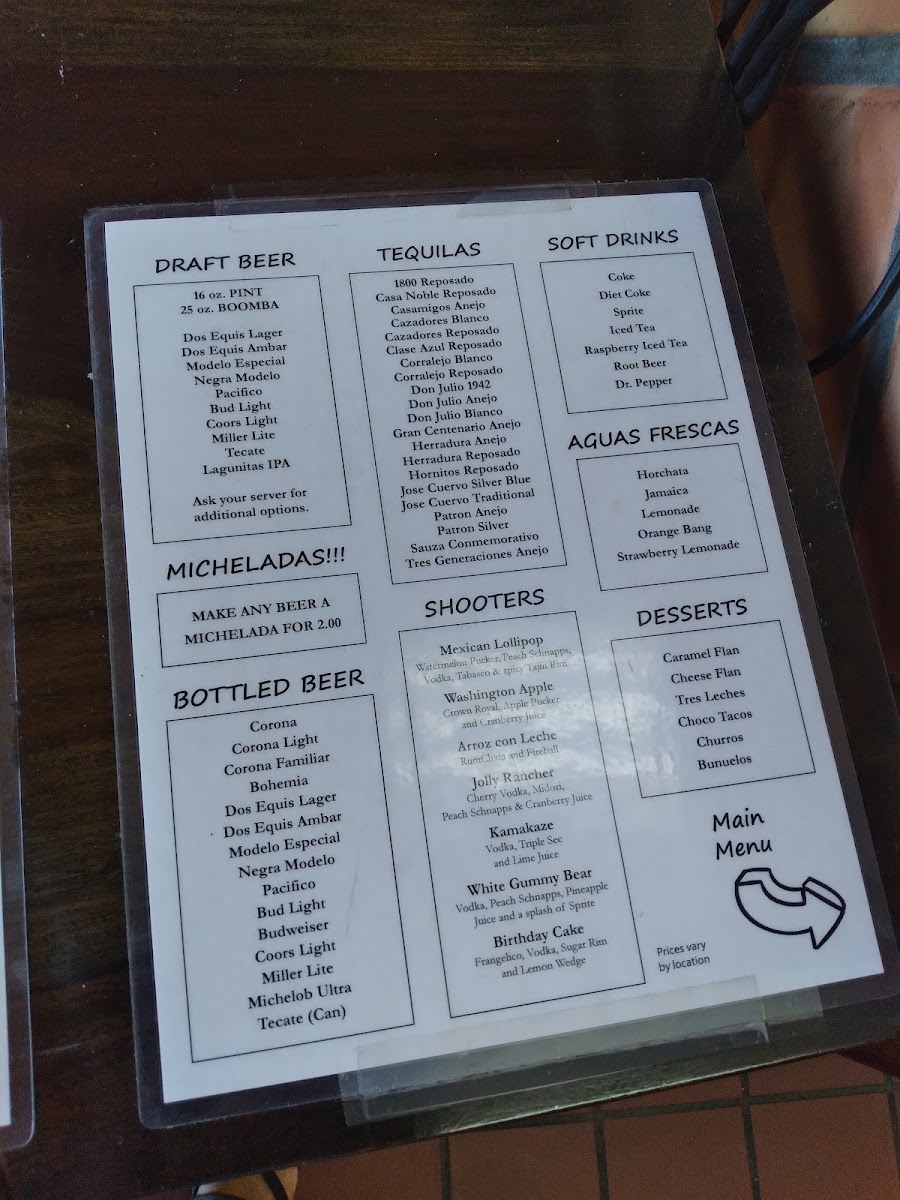 DRAFT BEER
16 oz. PINT
25 oz. BOOMBA
Dos Equis Lager
Dos Equis Ambar
Modelo Especial
Negra Modelo
Pacifico
Bud Light
Coors Light
Miller Lite
Tecate
Lagunitas IPA
Ask your server for
additional options.
MICHELADAS!!!
MAKE ANY BEER A
MICHELADA FOR 2.00
BOTTLED BEER
Corona
Corona Light
Corona Familiar
Bohemia
Dos Equis Lager
Dos Equis Ambar
Modelo Especial
Negra Modelo
Pacifico
Bud Light
Budweiser
Coors Light
Miller Lite
Michelob Ultra
Tecate (Can)
TEQUILAS
1800 Reposado
Casa Noble Reposado
Casamigos Anejo
Cazadores Blanco
Cazadores Reposado
Clase Azul Reposado
Corralejo Blanco
Corralejo Reposado
Don Julio 1942
Don Julio Anejo
Don Julio Blanco
Gran Centenario Anejo
Herradura Anejo
Herradura Reposado
Hornitos Reposado
Jose Cuervo Silver Blue
Jose Cuervo Traditional
Patron Anejo
Patron Silver
Sauza Conmemorativo
Tres Generaciones Anejo
SHOOTERS
Mexican Lollipop
Watermelon Pucker, Peach Schnapps,
Vodka, Tabasco & spicy Tajin Rim
Washington Apple
Crown Royal, Apple Pucker
and Cranberry Juice
Arroz con Leche
RumChata and Fireball
Jolly Rancher
Cherry Vodka, Midori,
Peach Schnapps & Cranberry Juice
Kamakaze
Vodka, Triple Sec
and Lime Juice
White Gummy Bear
Vodka, Peach Schnapps, Pineapple
Juice and a splash of Sprite
Birthday Cake
Frangelico, Vodka, Sugar Rim
and Lemon Wedge
SOFT DRINKS
Coke
Diet Coke
Sprite
Iced Tea
Raspberry Iced Tea
Root Beer
Dr. Pepper
AGUAS FRESCAS
Horchata
Jamaica
Lemonade
Orange Bang
Strawberry Lemonade
DESSERTS
Caramel Flan
Cheese Flan
Tres Leches
Choco Tacos
Churros
Bunuelos
Main
Menu
Prices vary
by location